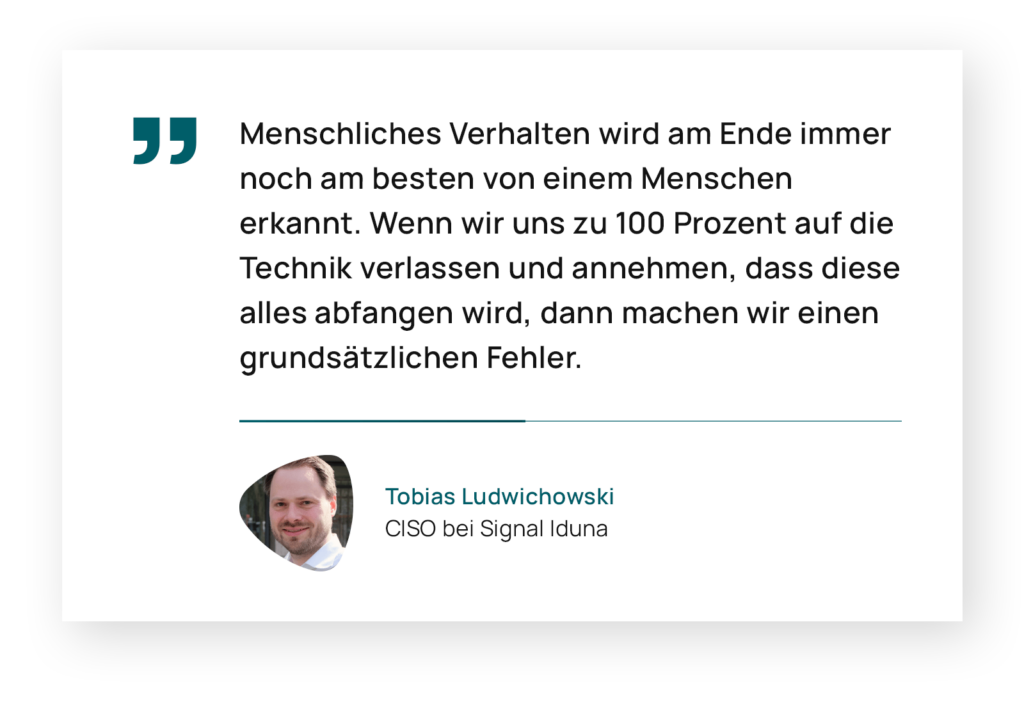 Menschliches Verhalten wird am Ende immer
noch am besten von einem Menschen
erkannt. Wenn wir uns zu 100 Prozent auf die
Technik verlassen und annehmen, dass diese
alles abfangen wird, dann machen wir einen
grundsätzlichen Fehler.
Tobias Ludwichowski
CISO bei Signal Iduna